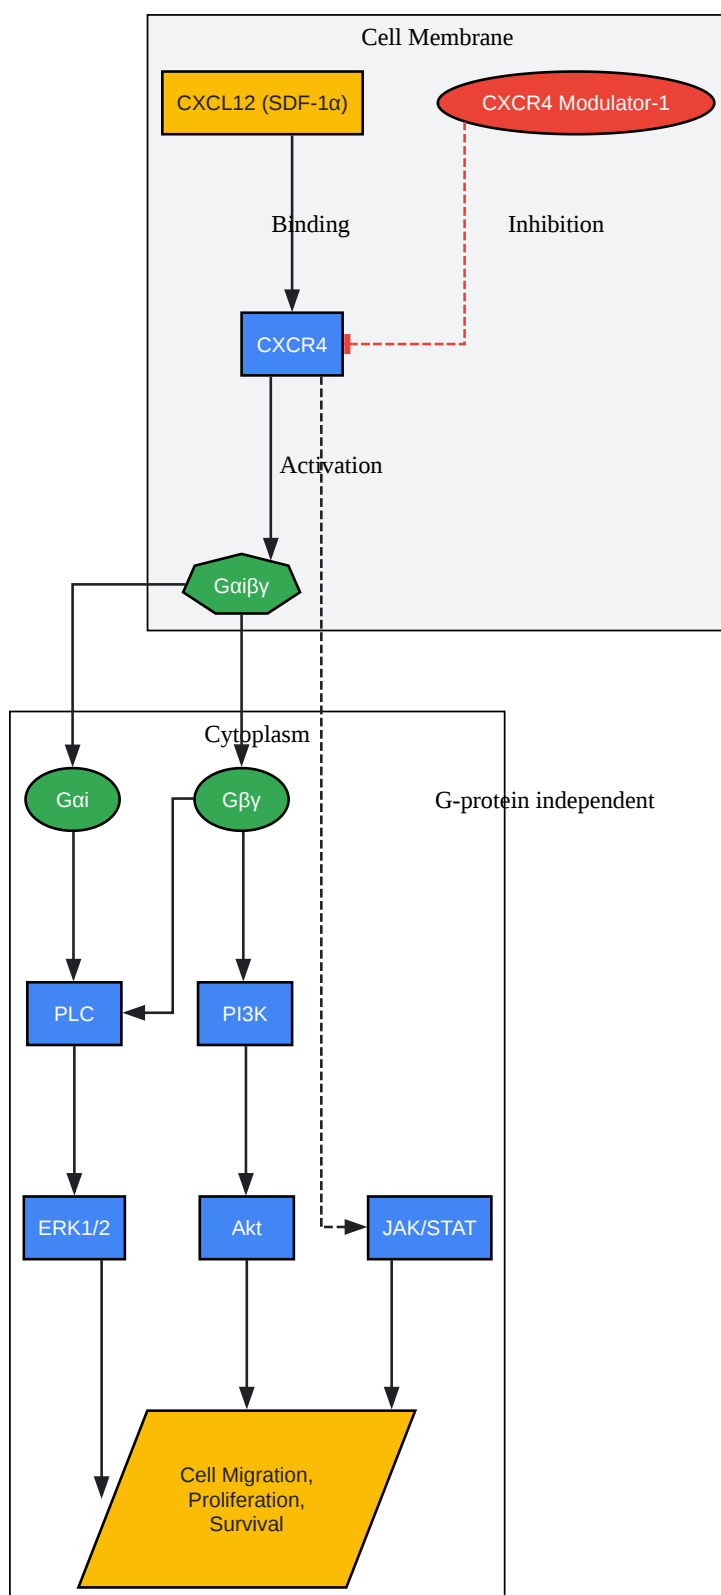 Cell Membrane
CXCL12 (SDF-1α)
CXCR4 Modulator-1
Binding
Inhibition
CXCR4
Activation
Gαiβγ
Cytoplasm
Gαi
Gβγ
G-protein independent
PLC
PI3K
ERK1/2
Akt
JAK/STAT
Cell Migration,
Proliferation,
Survival